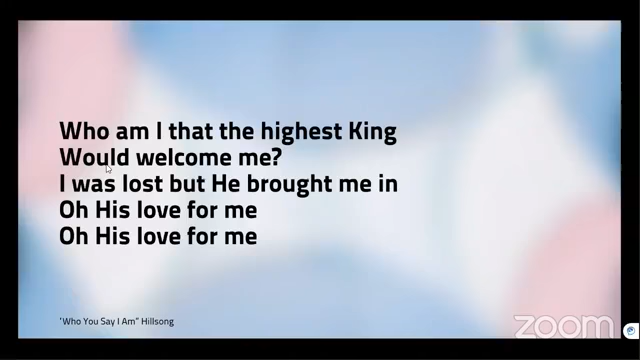 Who am I that the highest King
Would welcome me?
I was lost but He brought me in
Oh His love for me
Oh His love for me
"Who You Say I Am" Hillsong
zoom